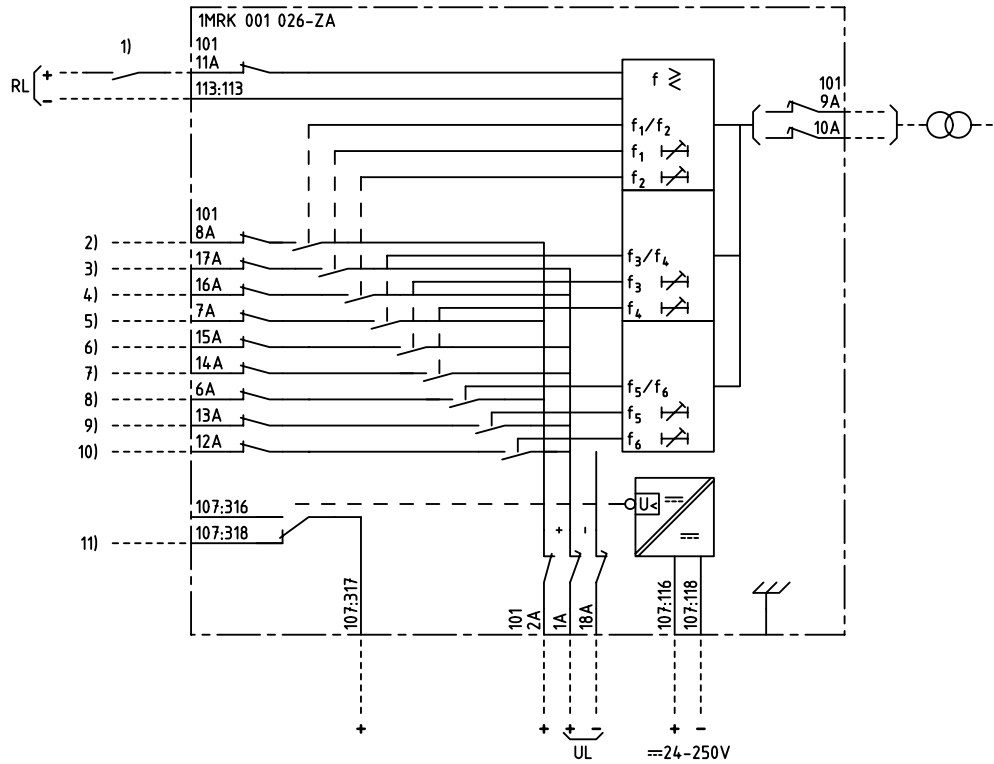 1MRK 001 026-ZA
1)
101
11A
RL
+
-
113:113
f ≷
101
9A
10A
f1/f2
f1
f2
101
2)
8A
3)
17A
4)
16A
5)
7A
6)
15A
7)
14A
8)
6A
9)
13A
10)
12A
f3/f4
f3
f4
f5/f6
f5
f6
107:316
11)
107:318
U<
+
-
107:317
101
2A
1A
18A
107:116
107:118
+
+
+
-
+
-
UL
24-250V